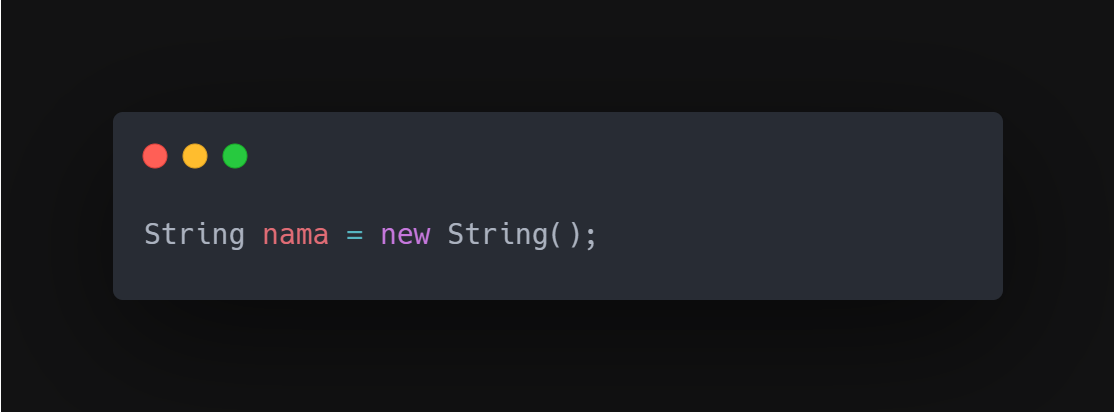 String nama = new String();